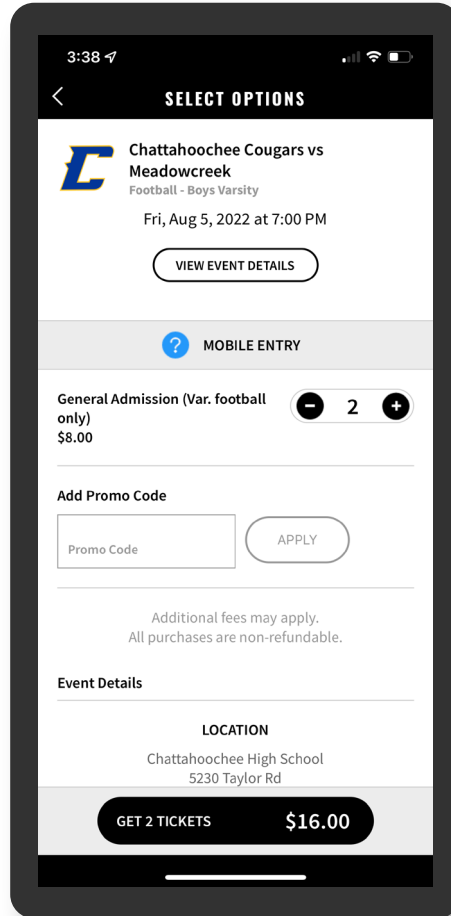 3:38
SELECT OPTIONS
C
Chattahoochee Cougars vs
Meadowcreek
Football - Boys Varsity
Fri, Aug 5, 2022 at 7:00 PM
VIEW EVENT DETAILS
? MOBILE ENTRY
General Admission (Var. football
only)
$8.00
- 2 +
Add Promo Code
Promo Code
APPLY
Additional fees may apply.
All purchases are non-refundable.
Event Details
LOCATION
Chattahoochee High School
5230 Taylor Rd
GET 2 TICKETS $16.00